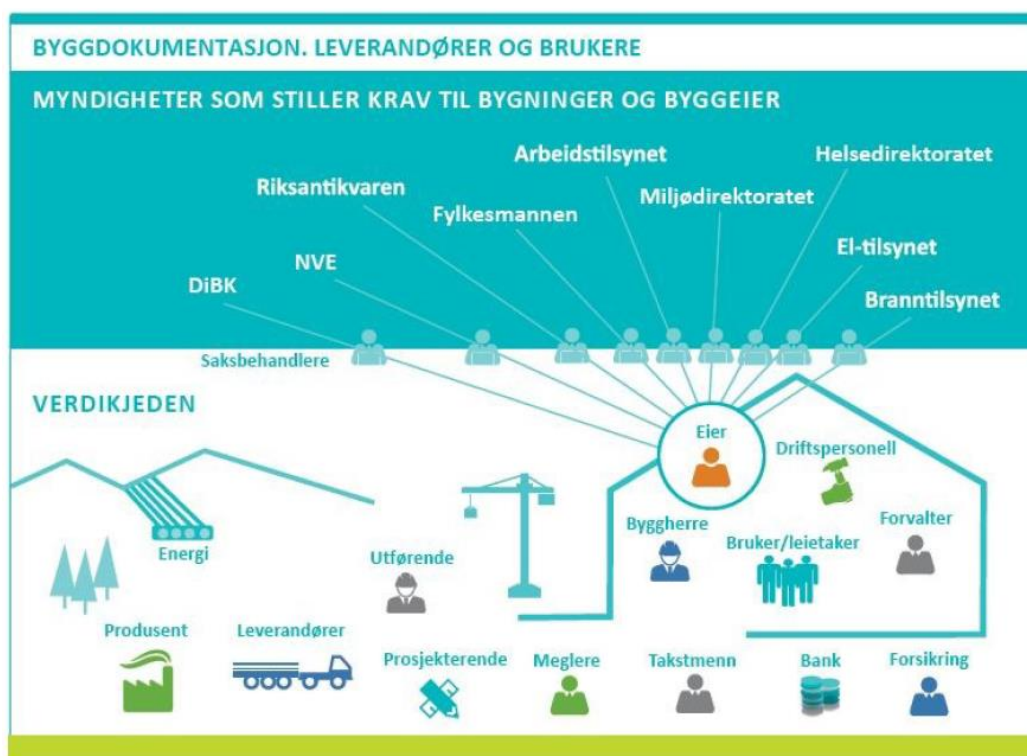 BYGGDOKUMENTASJON. LEVERANDØRER OG BRUKERE
MYNDIGHETER SOM STILLER KRAV TIL BYGNINGER OG BYGGEIER
Arbeidstilsynet
Helsedirektoratet
Riksantikvaren
Miljødirektoratet
Fylkesmannen
El-tilsynet
NVE
DiBK
Branntilsynet
Saksbehandlere
VERDIKJEDEN
Eier
Driftspersonell
Byggherre
Forvalter
Bruker/leietaker
Energi
Utførende
Produsent
Leverandører
Prosjekterende
Meglere
Takstmenn
Bank
Forsikring